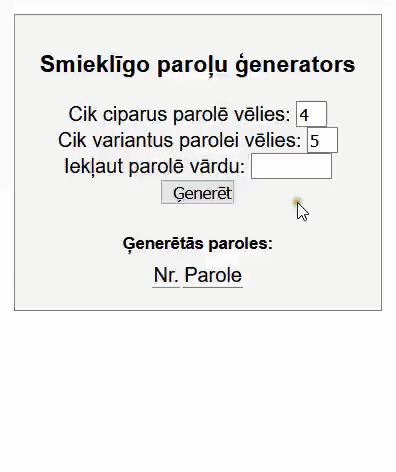 Smieklīgo paroļu ģenerators
Cik ciparus parolē vēlies: 4
Cik variantus parolei vēlies: 5
Iekļaut parolē vārdu:
Ģenerēt
Ģenerētās paroles:
Nr. Parole